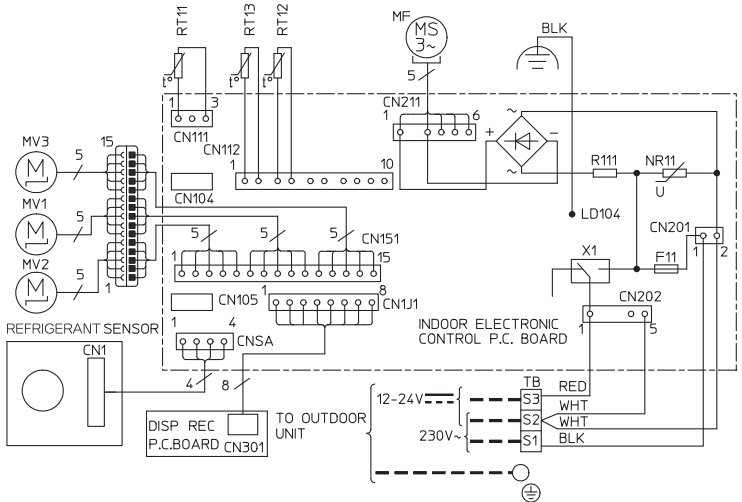 RT11
RT13
RT12
MF
MS
3~
BLK
t°
t°
t°
5
1
3
CN111
CN211
1
6
CN112
1
10
MV3
M
5
15
CN104
MV1
M
5
MV2
M
5
1
+
~
−
~
R111
NR11
U
LD104
CN201
1
2
5
5
5
CN151
1
15
X1
F11
CN105
1
8
CN1J1
CN202
1
5
1
4
CNSA
INDOOR ELECTRONIC
CONTROL P.C. BOARD
REFRIGERANT SENSOR
CN1
4
8
DISP REC
P.C.BOARD
CN301
TO OUTDOOR
UNIT
12-24V
230V~
TB
S3
S2
S1
RED
WHT
WHT
BLK